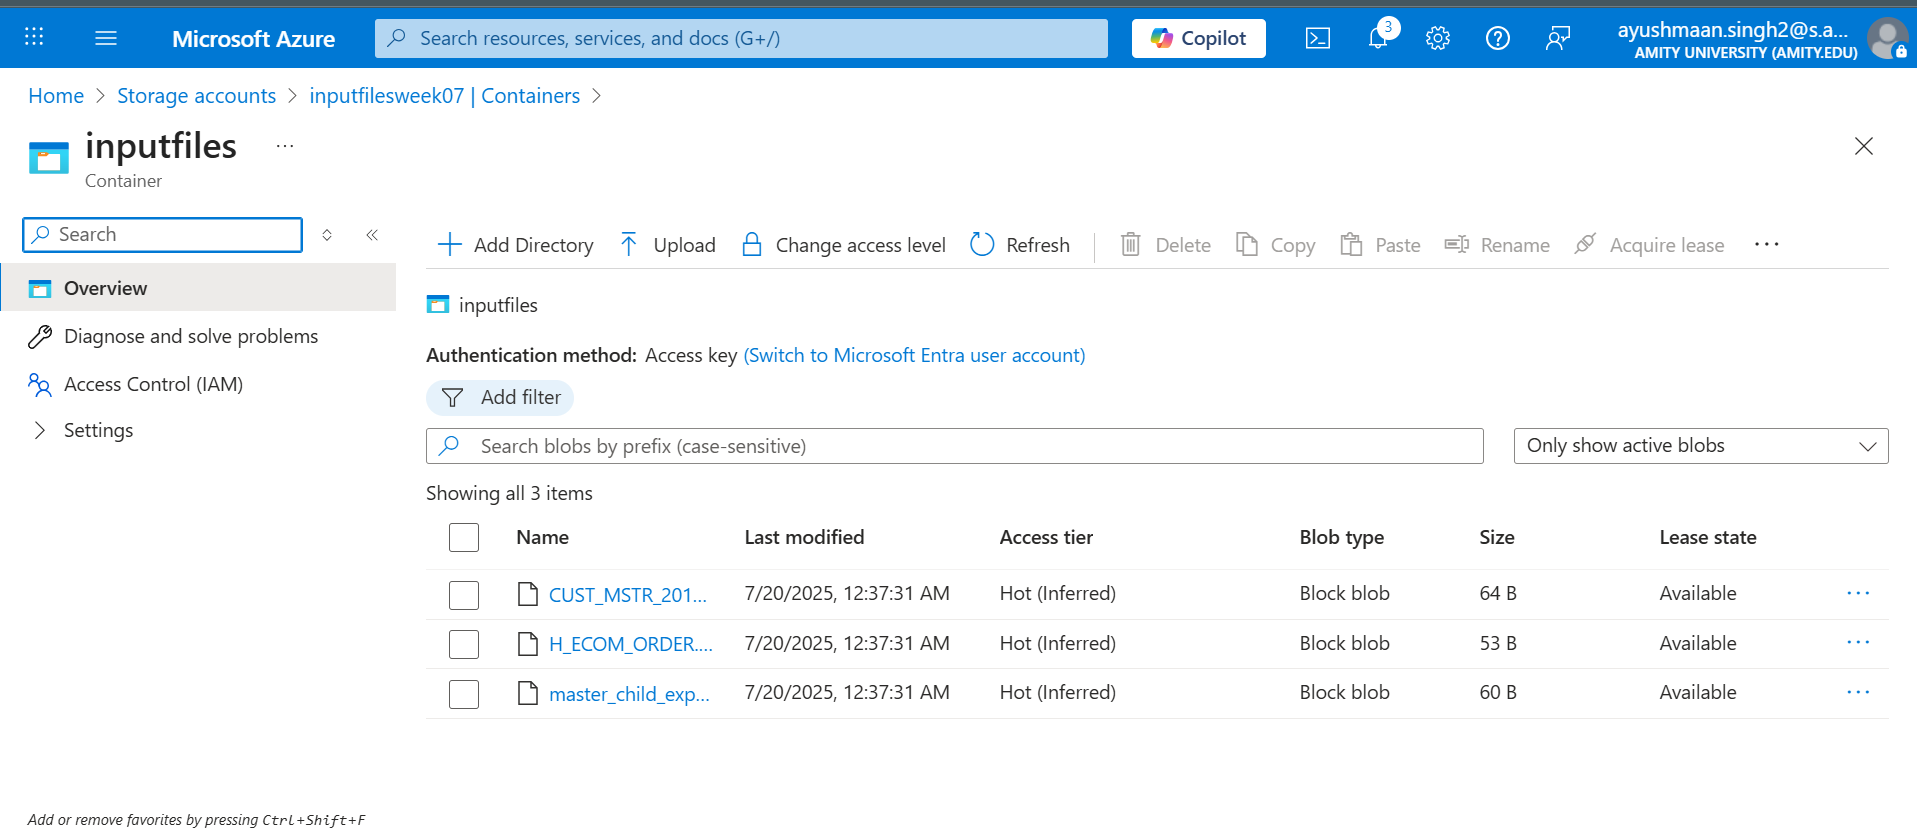 Microsoft Azure
Search resources, services, and docs (G+/)
Copilot
3
ayushmaan.singh2@s.a...
AMITY UNIVERSITY (AMITY.EDU)
Home > Storage accounts > inputfilesweek07 | Containers >
inputfiles ...
Container
Search
Overview
Diagnose and solve problems
Access Control (IAM)
Settings
Add Directory Upload Change access level Refresh Delete Copy Paste Rename Acquire lease ...
inputfiles
Authentication method: Access key (Switch to Microsoft Entra user account)
Add filter
Search blobs by prefix (case-sensitive) Only show active blobs
Showing all 3 items
Name Last modified Access tier Blob type Size Lease state
CUST_MSTR_201... 7/20/2025, 12:37:31 AM Hot (Inferred) Block blob 64 B Available ...
H_ECOM_ORDER.... 7/20/2025, 12:37:31 AM Hot (Inferred) Block blob 53 B Available ...
master_child_exp... 7/20/2025, 12:37:31 AM Hot (Inferred) Block blob 60 B Available ...
Add or remove favorites by pressing Ctrl+Shift+F